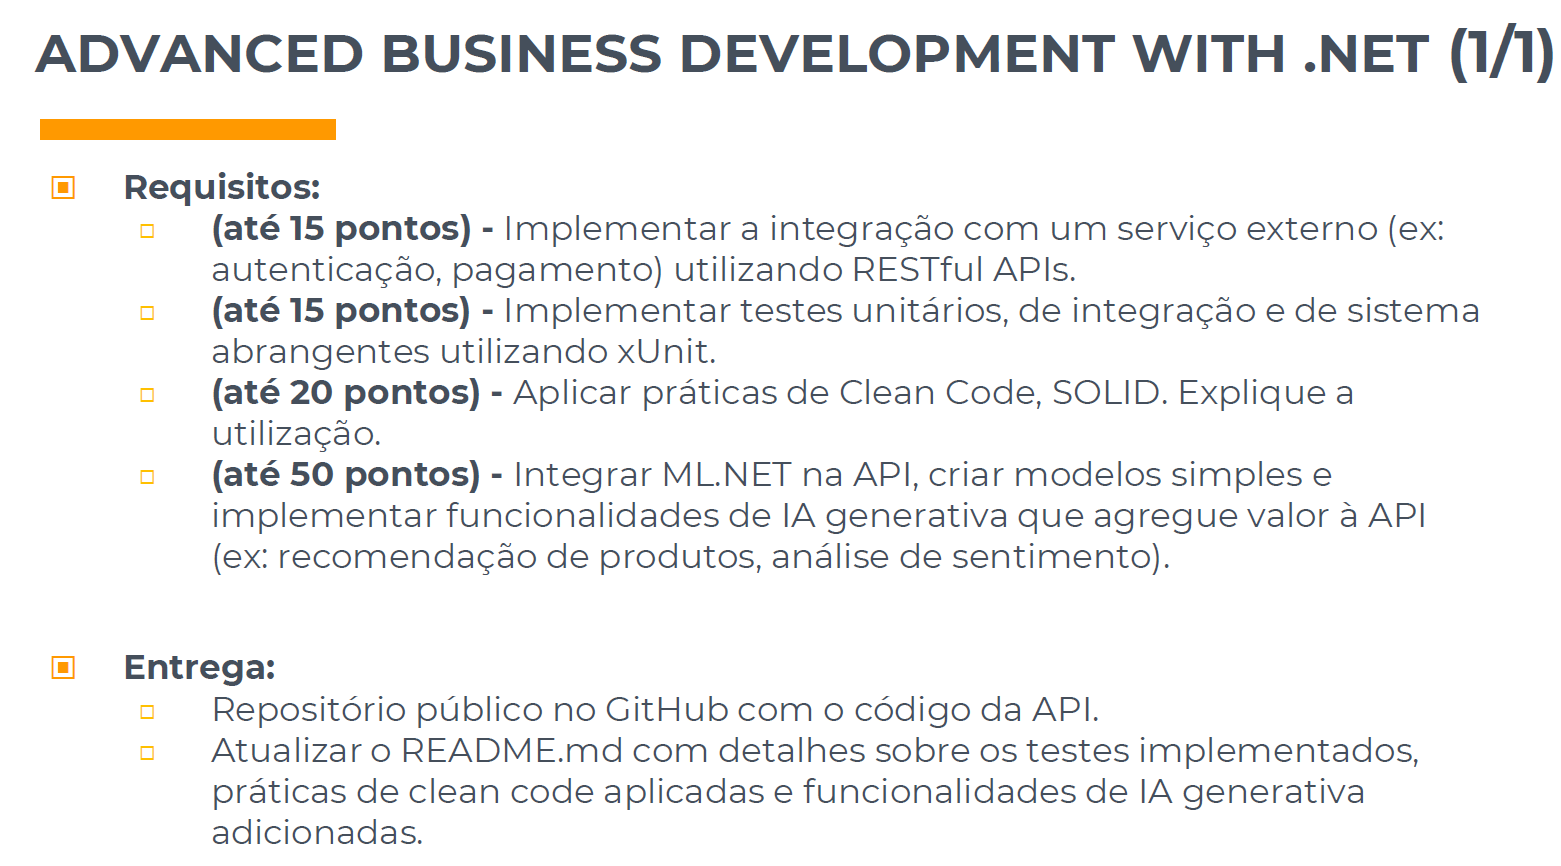 ADVANCED BUSINESS DEVELOPMENT WITH .NET (1/1)
Requisitos:
(até 15 pontos) - Implementar a integração com um serviço externo (ex:
autenticação, pagamento) utilizando RESTful APIs.
(até 15 pontos) - Implementar testes unitários, de integração e de sistema
abrangentes utilizando xUnit.
(até 20 pontos) - Aplicar práticas de Clean Code, SOLID. Explique a
utilização.
(até 50 pontos) - Integrar ML.NET na API, criar modelos simples e
implementar funcionalidades de IA generativa que agregue valor à API
(ex: recomendação de produtos, análise de sentimento).
Entrega:
Repositório público no GitHub com o código da API.
Atualizar o README.md com detalhes sobre os testes implementados,
práticas de clean code aplicadas e funcionalidades de IA generativa
adicionadas.